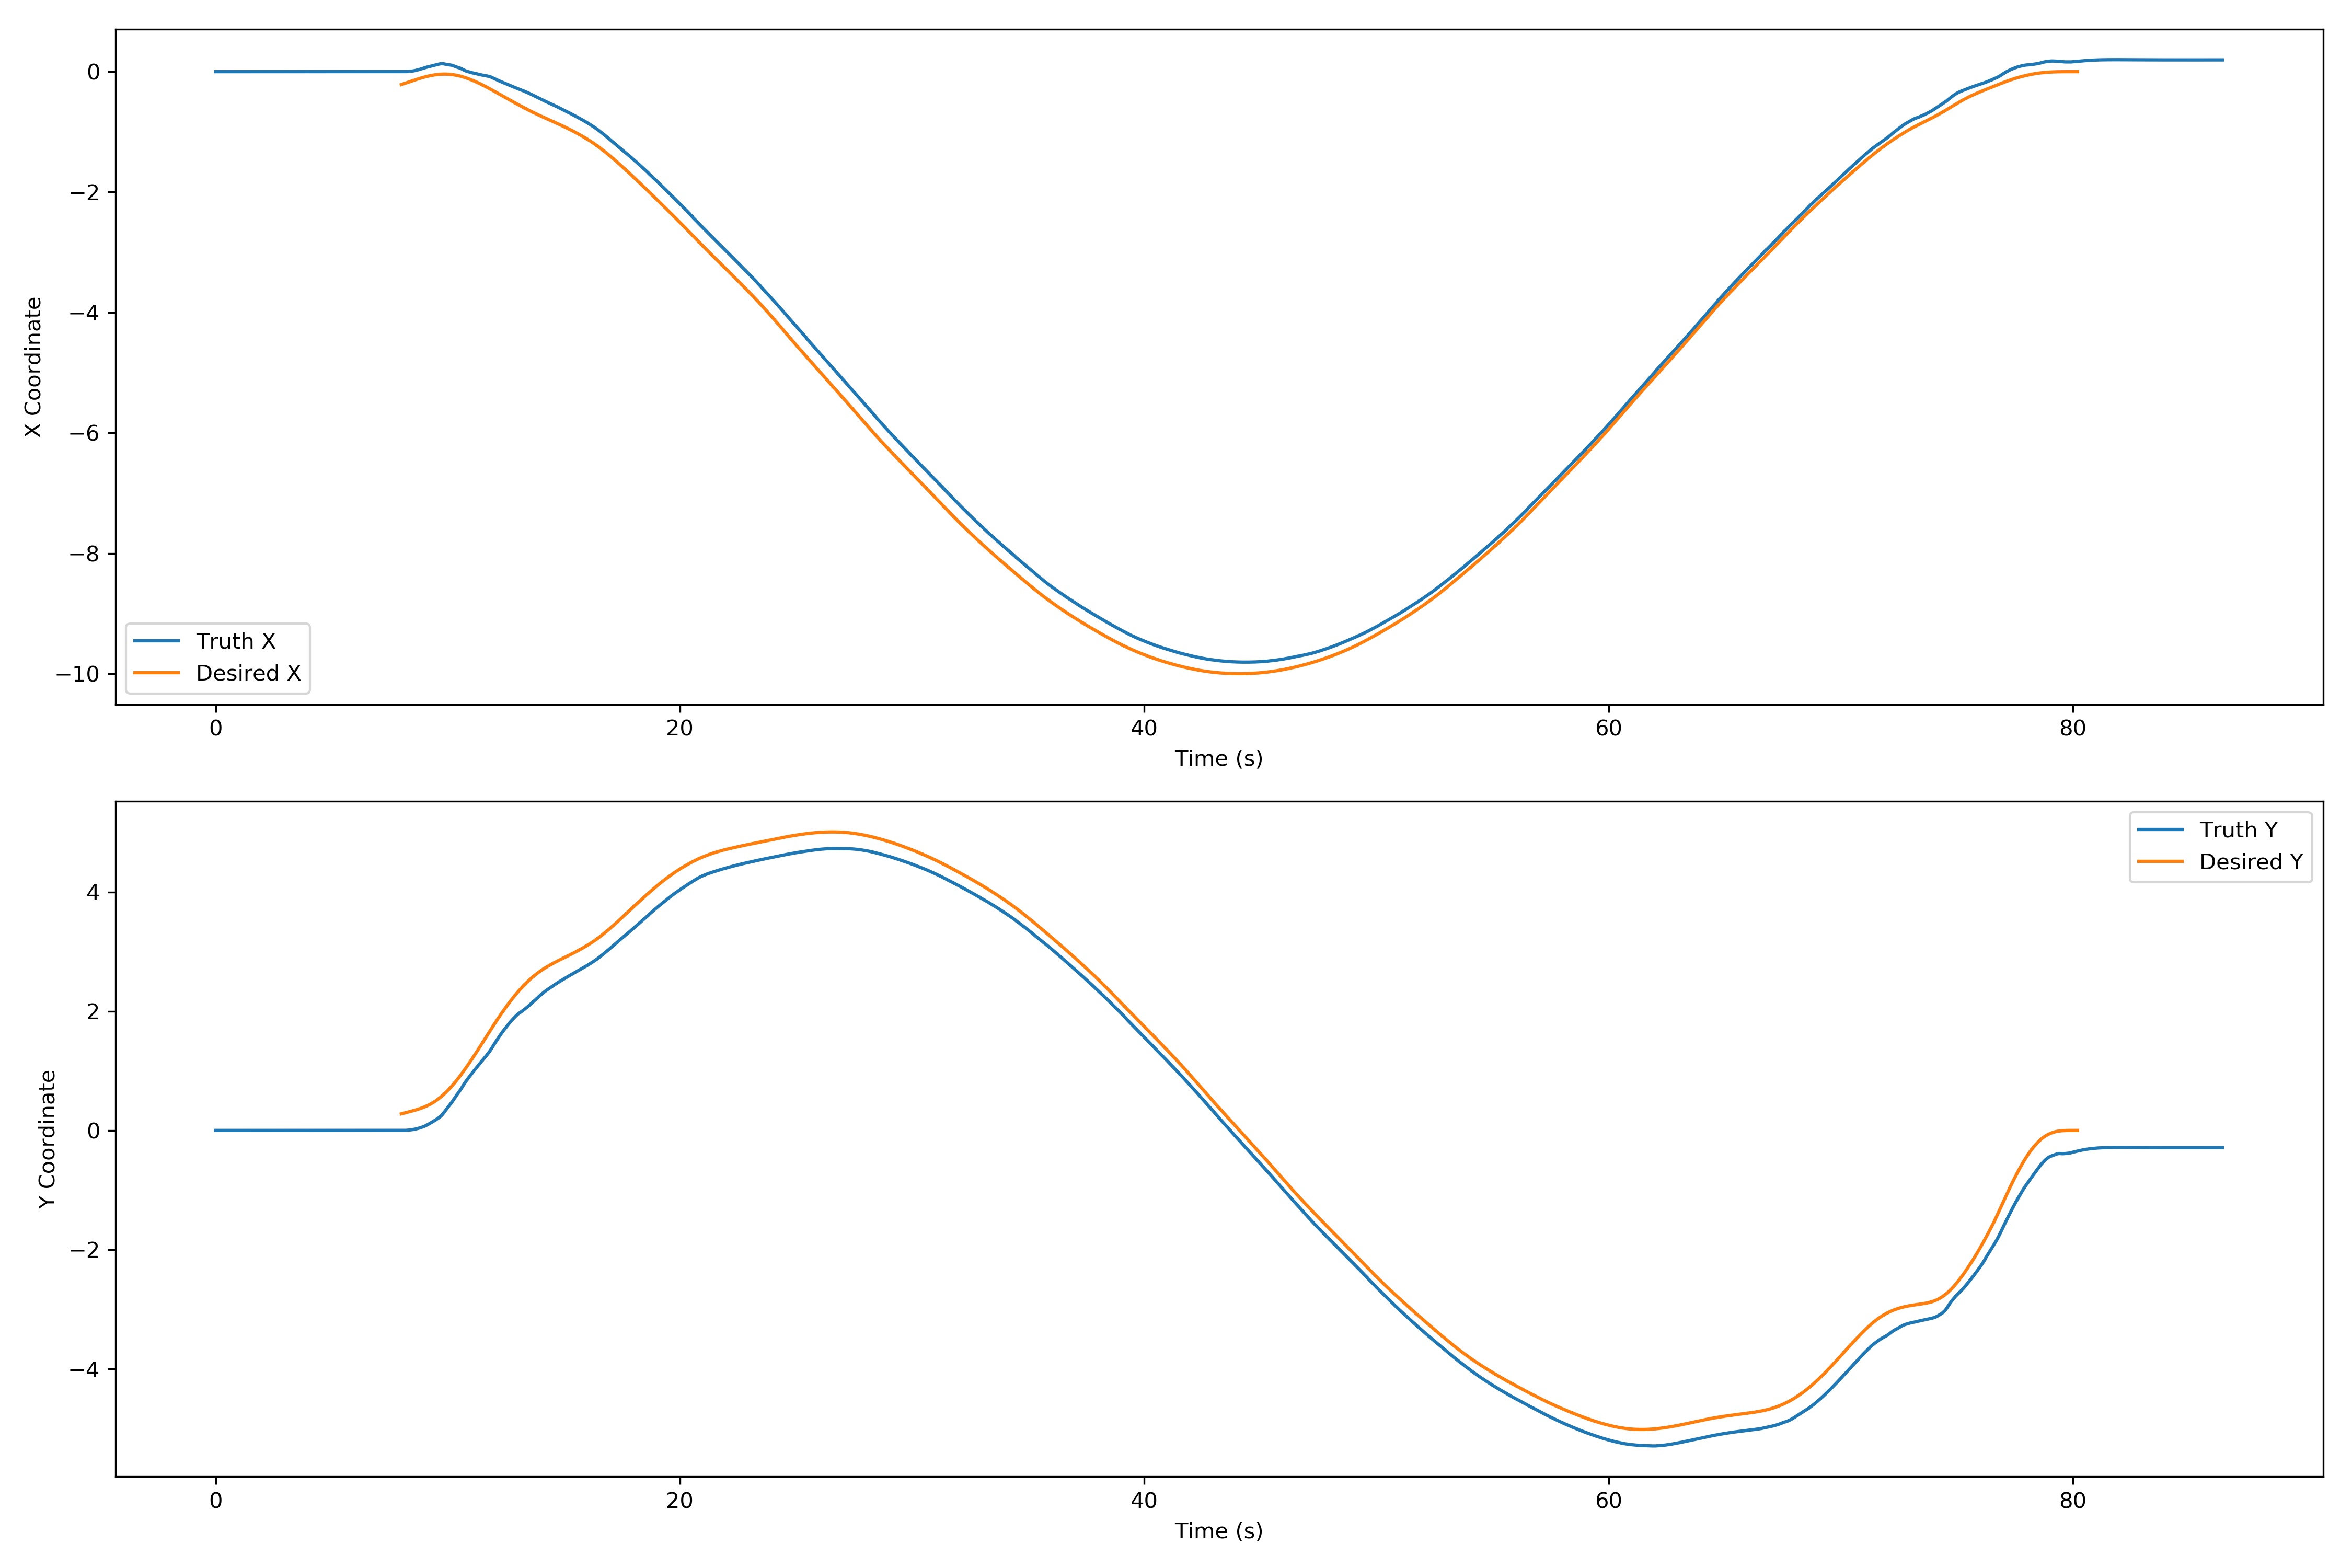 0
−2
−4
−6
−8
−10
X Coordinate
Truth X
Desired X
0 20 40 60 80
Time (s)
4
2
0
−2
−4
Y Coordinate
Truth Y
Desired Y
0 20 40 60 80
Time (s)